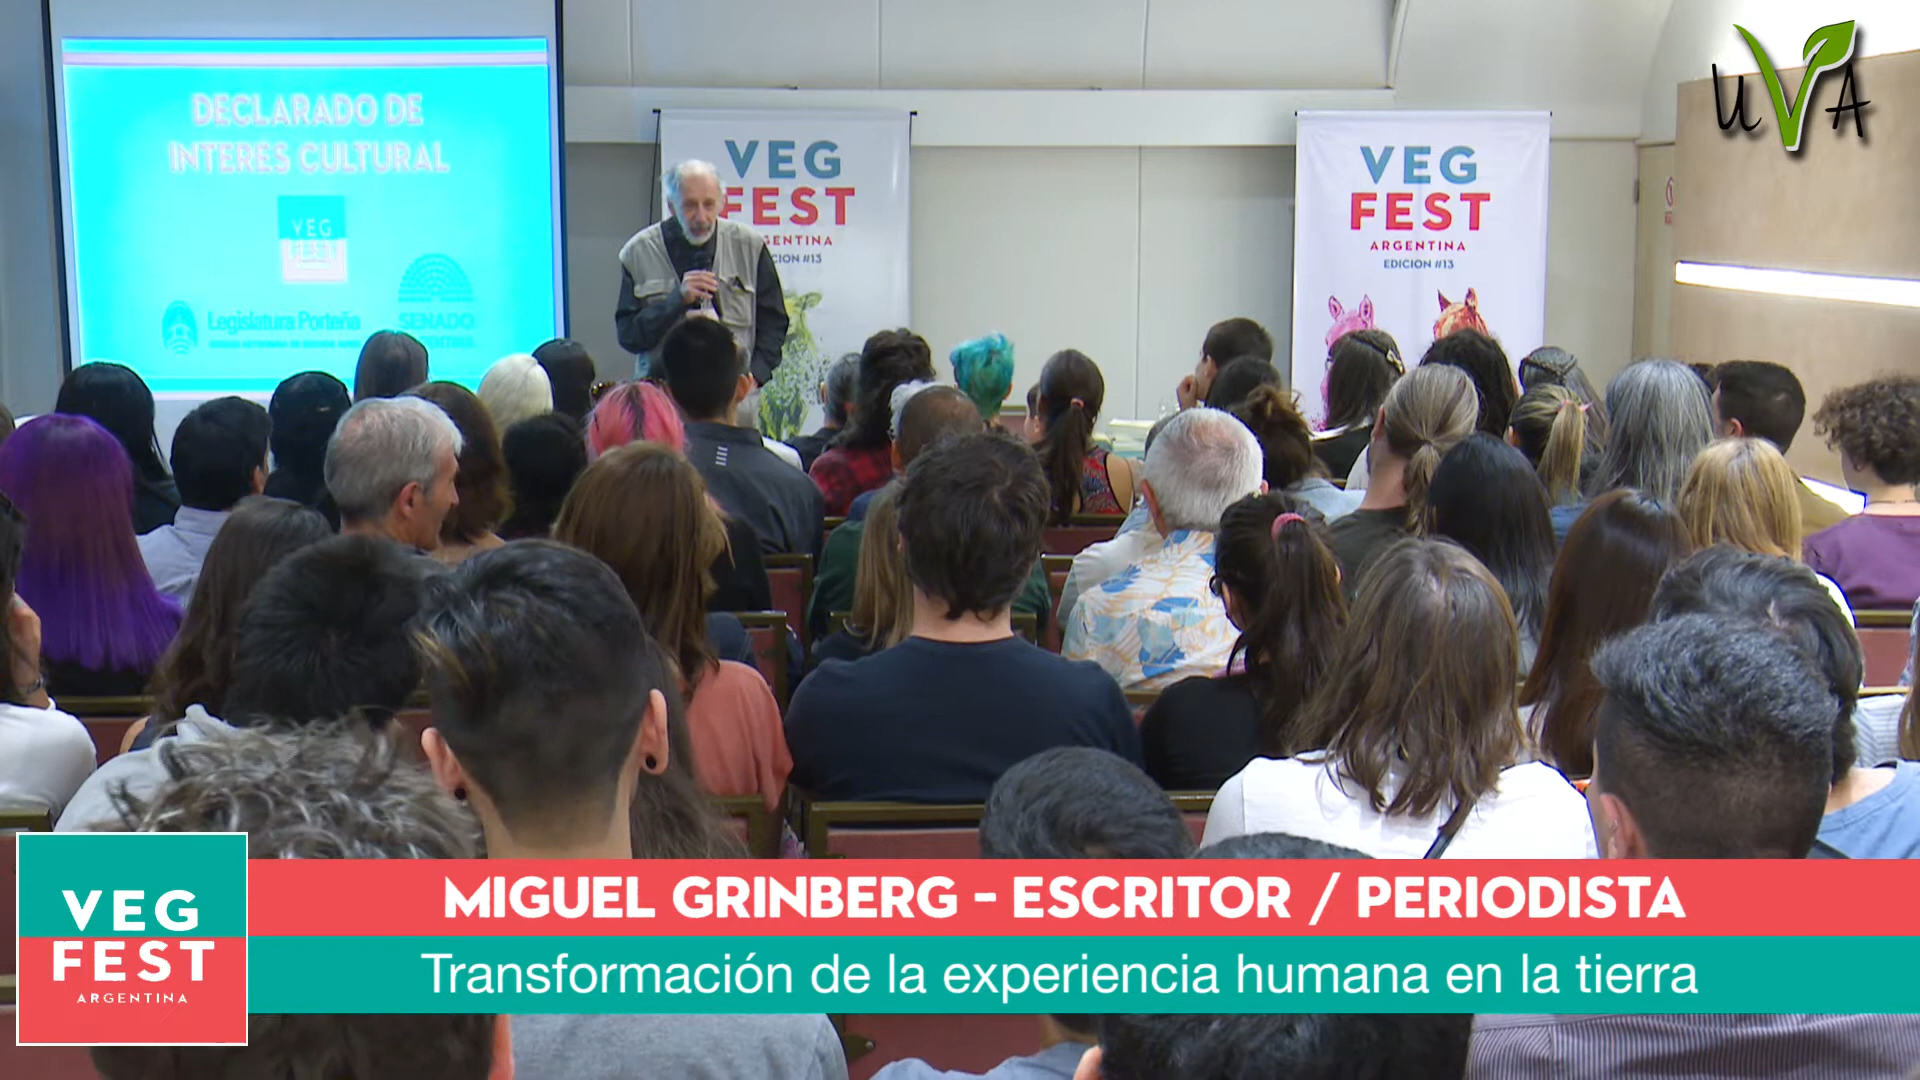 DECLARADO DE
INTERES CULTURAL
VEG
FEST
Legislatura Porteña
SENADO
VEG
FEST
GENTINA
CION #13
VEG
FEST
ARGENTINA
EDICION #13
UVA
VEG
FEST
ARGENTINA
MIGUEL GRINBERG - ESCRITOR / PERIODISTA
Transformación de la experiencia humana en la tierra